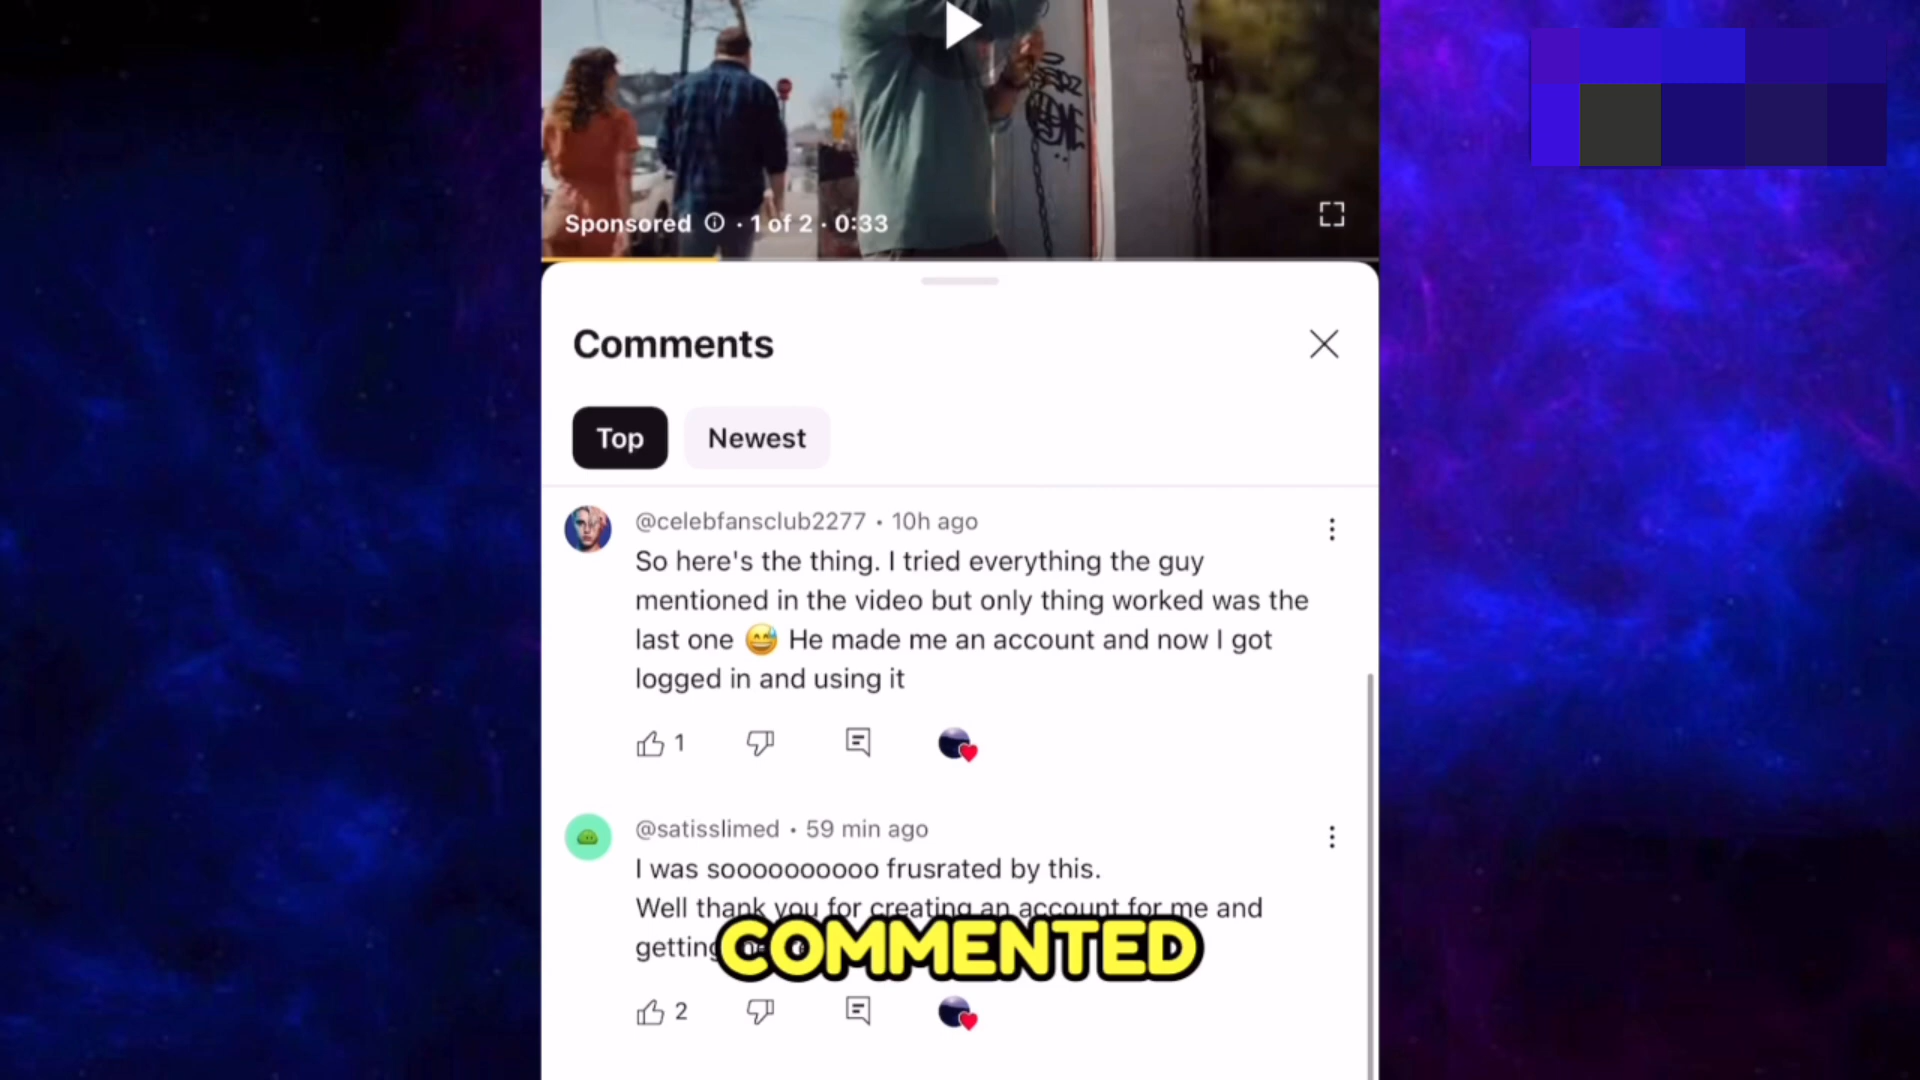 Sponsored · 1 of 2 · 0:33
Comments
Top
Newest
@celebfansclub2277 · 10h ago
So here's the thing. I tried everything the guy
mentioned in the video but only thing worked was the
last one 😅 He made me an account and now I got
logged in and using it
1
@satisslimed · 59 min ago
I was soooooooooo frusrated by this.
Well thank you for creating an account for me and
getting
COMMENTED
2